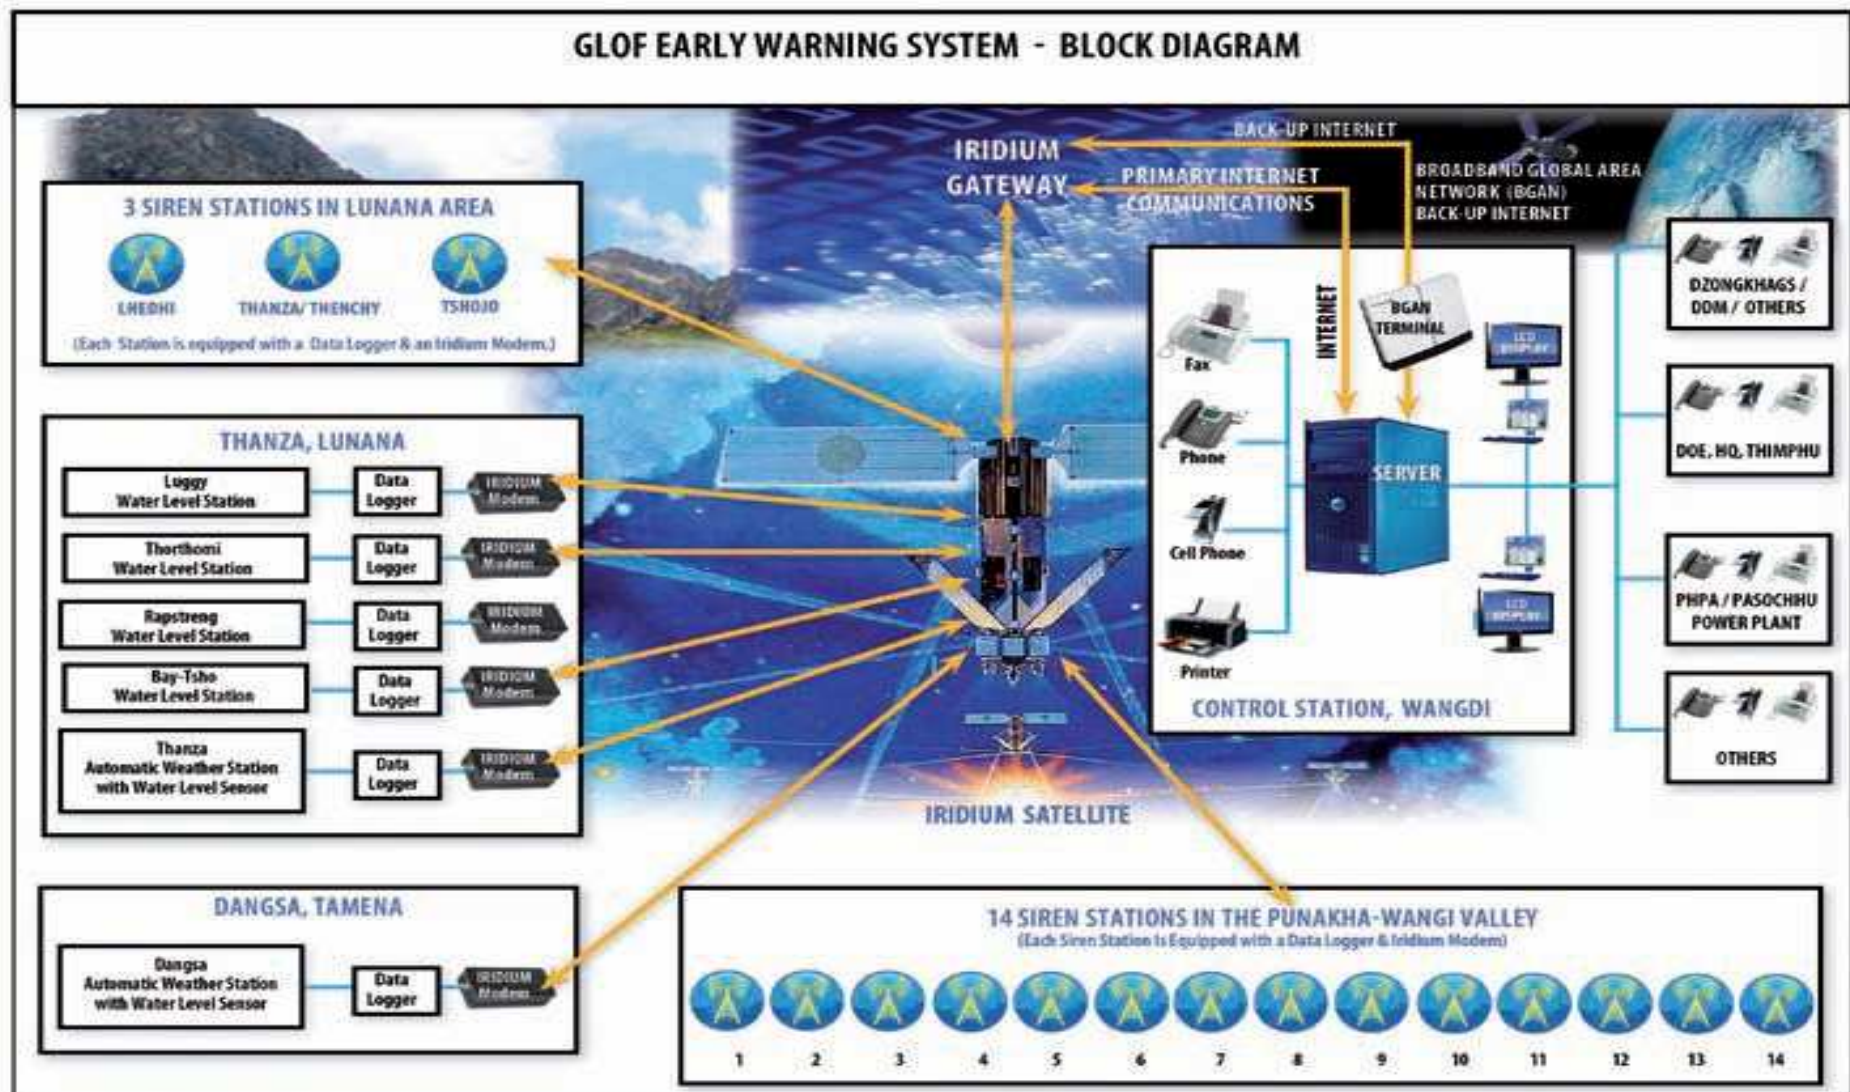 GLOF EARLY WARNING SYSTEM - BLOCK DIAGRAM
IRIDIUM
GATEWAY
BACK-UP INTERNET
PRIMARY INTERNET
COMMUNICATIONS
BROADBAND GLOBAL AREA
NETWORK (BGAN)
BACK-UP INTERNET
3 SIREN STATIONS IN LUNANA AREA
LHEDHI
THANZA/ THENCHY
TSHOJO
(Each Station is equipped with a Data Logger & an Iridium Modem.)
THANZA, LUNANA
Luggy
Water Level Station
Data
Logger
IRIDIUM
Modem
Thorthomi
Water Level Station
Data
Logger
IRIDIUM
Modem
Rapstreng
Water Level Station
Data
Logger
IRIDIUM
Modem
Bay-Tsho
Water Level Station
Data
Logger
IRIDIUM
Modem
Thanza
Automatic Weather Station
with Water Level Sensor
Data
Logger
IRIDIUM
Modem
DANGSA, TAMENA
Dangsa
Automatic Weather Station
with Water Level Sensor
Data
Logger
IRIDIUM
Modem
IRIDIUM SATELLITE
Fax
Phone
Cell Phone
Printer
INTERNET
BGAN
TERMINAL
SERVER
LCD
DISPLAY
LCD
DISPLAY
CONTROL STATION, WANGDI
DZONGKHAGS /
DDM / OTHERS
DOE, HQ, THIMPHU
PHPA / PASOCHHU
POWER PLANT
OTHERS
14 SIREN STATIONS IN THE PUNAKHA-WANGI VALLEY
(Each Siren Station Is Equipped with a Data Logger & Iridium Modem)
1 2 3 4 5 6 7 8 9 10 11 12 13 14